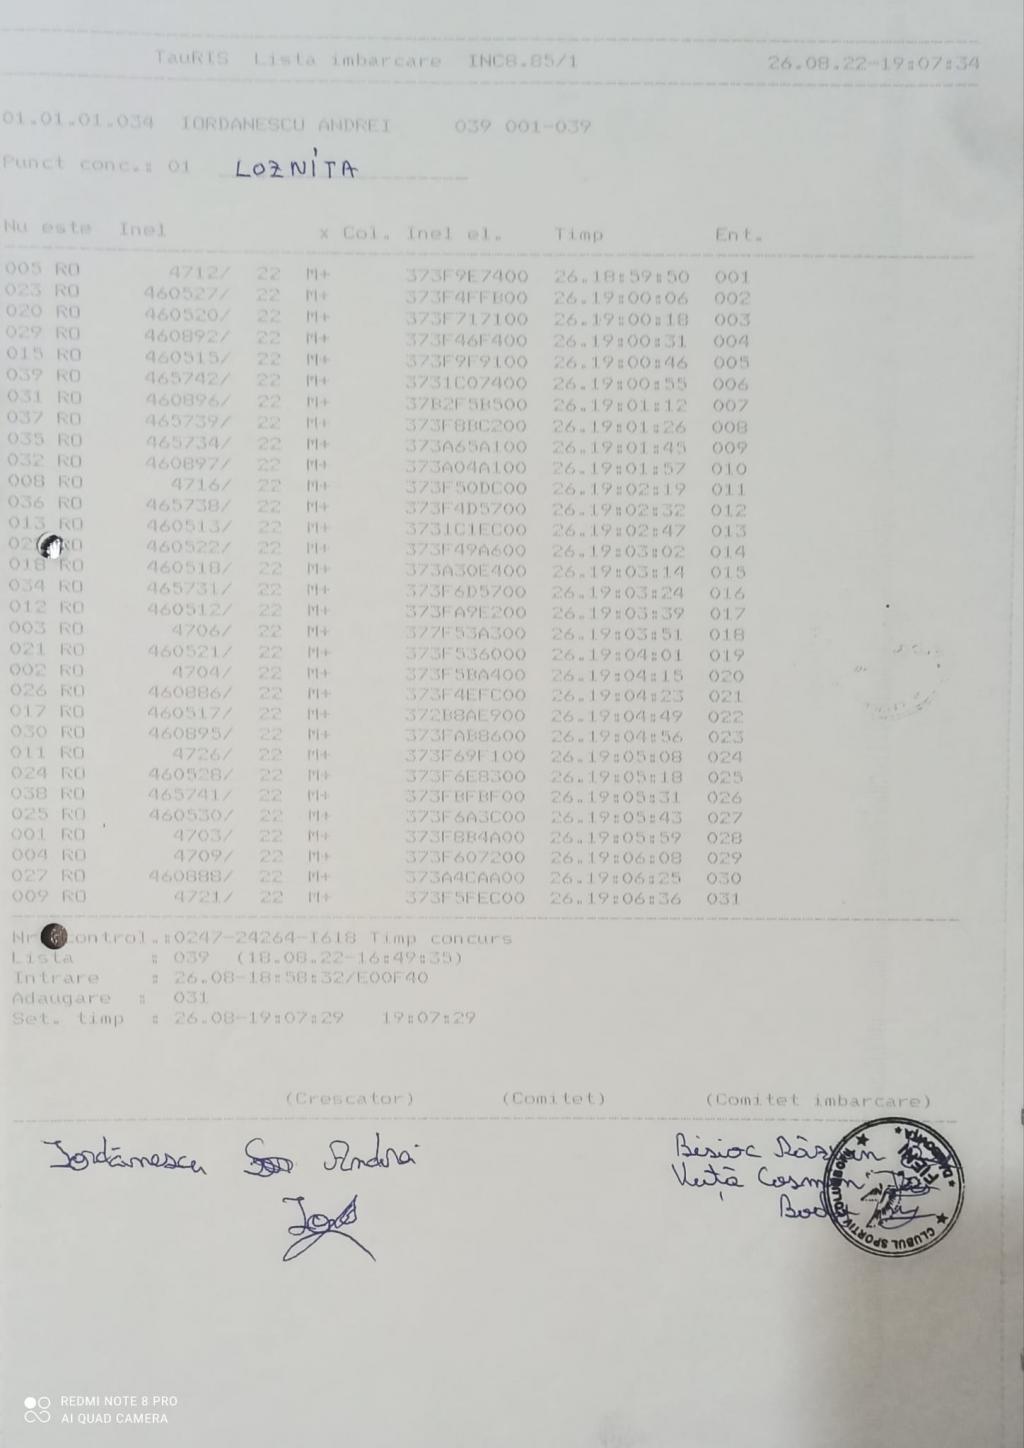 TauRIS Lista imbarcare INC8.85/1 26.08.22-19:07:34
01.01.01.034 IORDANESCU ANDREI 039 001-039
Punct conc.: 01 LOZNITA
Nu este Inel x Col. Inel el. Timp Ent.
005 RO 4712/ 22 M+ 373F9E7400 26.18:59:50 001
023 RO 460527/ 22 M+ 373F4FFB00 26.19:00:06 002
020 RO 460520/ 22 M+ 373F717100 26.19:00:18 003
029 RO 460892/ 22 M+ 373F46F400 26.19:00:31 004
015 RO 460515/ 22 M+ 373F9F9100 26.19:00:46 005
039 RO 465742/ 22 M+ 3731C07400 26.19:00:55 006
031 RO 460896/ 22 M+ 37B2F5B500 26.19:01:12 007
037 RO 465739/ 22 M+ 373F8BC200 26.19:01:26 008
035 RO 465734/ 22 M+ 373A65A100 26.19:01:45 009
032 RO 460897/ 22 M+ 373A04A100 26.19:01:57 010
008 RO 4716/ 22 M+ 373F50DC00 26.19:02:19 011
036 RO 465738/ 22 M+ 373F4D5700 26.19:02:32 012
013 RO 460513/ 22 M+ 3731C1EC00 26.19:02:47 013
RO 460522/ 22 M+ 373F49A600 26.19:03:02 014
018 RO 460518/ 22 M+ 373A30E400 26.19:03:14 015
034 RO 465731/ 22 M+ 373F6D5700 26.19:03:24 016
012 RO 460512/ 22 M+ 373FA9E200 26.19:03:39 017
003 RO 4706/ 22 M+ 377F53A300 26.19:03:51 018
021 RO 460521/ 22 M+ 373F536000 26.19:04:01 019
002 RO 4704/ 22 M+ 373F5BA400 26.19:04:15 020
026 RO 460886/ 22 M+ 373F4EFC00 26.19:04:23 021
017 RO 460517/ 22 M+ 372B8AE900 26.19:04:49 022
030 RO 460895/ 22 M+ 373FAB8600 26.19:04:56 023
011 RO 4726/ 22 M+ 373F69F100 26.19:05:08 024
024 RO 460528/ 22 M+ 373F6E8300 26.19:05:18 025
038 RO 465741/ 22 M+ 373FBFBF00 26.19:05:31 026
025 RO 460530/ 22 M+ 373F6A3C00 26.19:05:43 027
001 RO 4703/ 22 M+ 373F8B4A00 26.19:05:59 028
004 RO 4709/ 22 M+ 373F607200 26.19:06:08 029
027 RO 460888/ 22 M+ 373A4CAA00 26.19:06:25 030
009 RO 4721/ 22 M+ 373F5FEC00 26.19:06:36 031
Nr control.:0247-24264-I618 Timp concurs
Lista : 039 (18.08.22-16:49:35)
Intrare : 26.08-18:58:32/E00F40
Adaugare : 031
Set. timp : 26.08-19:07:29 19:07:29
(Crescator) (Comitet) (Comitet imbarcare)
Iordănescu Andrei
Bisioc Răzvan
Vuță Cosmin
CLUBUL SPORTIV COLUMBOFIL
TIFRI
* DÂMBOVIȚA *
REDMI NOTE 8 PRO
AI QUAD CAMERA